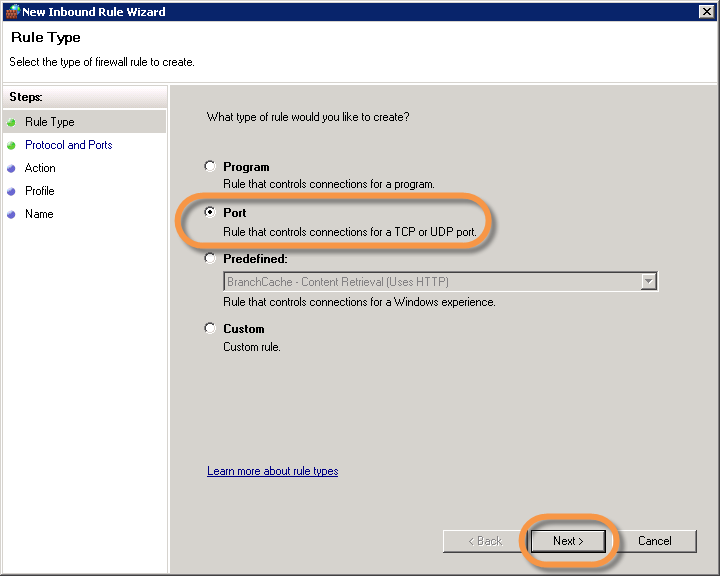 New Inbound Rule Wizard
Rule Type
Select the type of firewall rule to create.
Steps:
Rule Type
Protocol and Ports
Action
Profile
Name
What type of rule would you like to create?
Program
Rule that controls connections for a program.
Port
Rule that controls connections for a TCP or UDP port.
Predefined:
BranchCache - Content Retrieval (Uses HTTP)
Rule that controls connections for a Windows experience.
Custom
Custom rule.
Learn more about rule types
< Back
Next >
Cancel